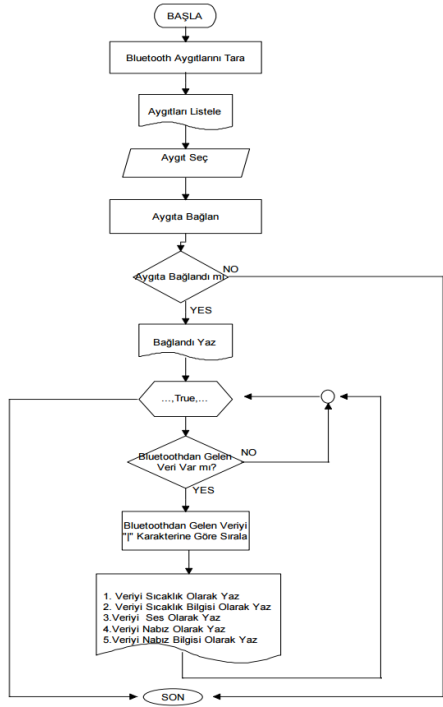 BAŞLA
Bluetooth Aygıtlarını Tara
Aygıtları Listele
Aygıt Seç
Aygıta Bağlan
Aygıta Bağlandı mı
NO
YES
Bağlandı Yaz
...,True,...
Bluetoothdan Gelen
Veri Var mı?
NO
YES
Bluetoothdan Gelen Veriyi
"|" Karakterine Göre Sırala
1. Veriyi Sıcaklık Olarak Yaz
2. Veriyi Sıcaklık Bilgisi Olarak Yaz
3.Veriyi Ses Olarak Yaz
4.Veriyi Nabız Olarak Yaz
5.Veriyi Nabız Bilgisi Olarak Yaz
SON